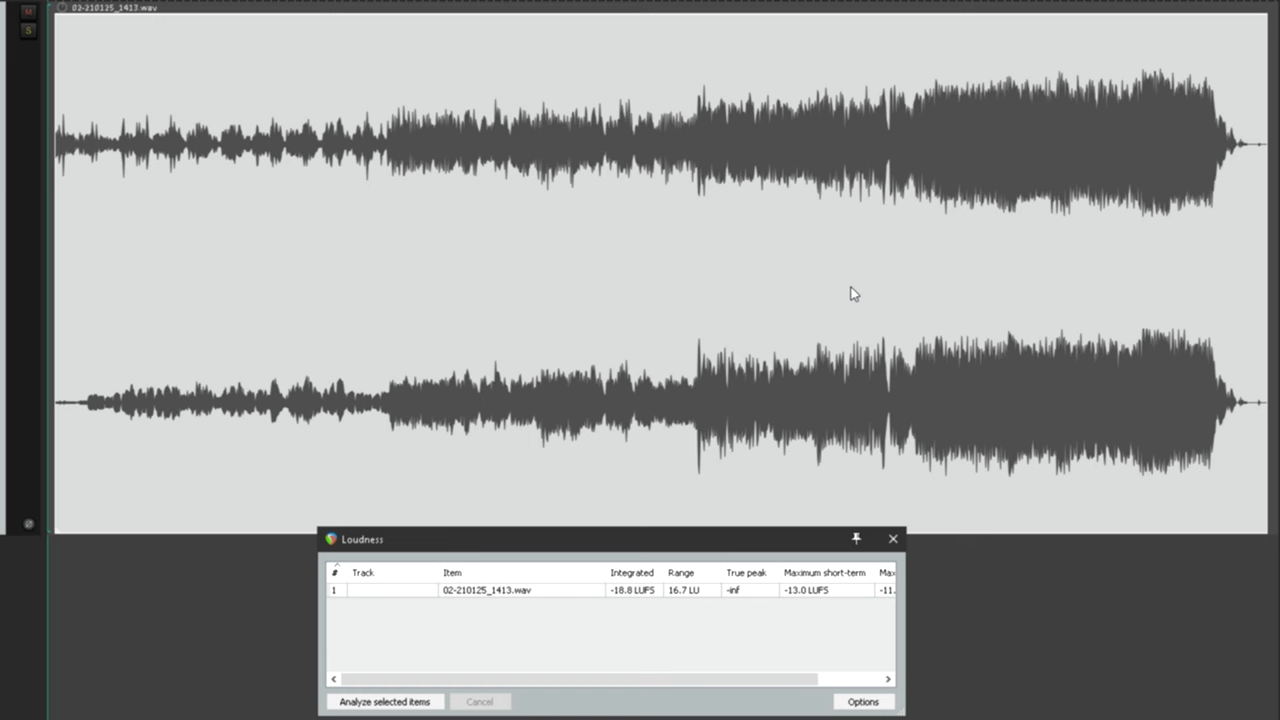 M
02-210125_1413.wav
S
Loudness
# Track Item Integrated Range True peak Maximum short-term Max
1 02-210125_1413.wav -18.8 LUFS 16.7 LU -inf -13.0 LUFS -11.
Analyze selected items Cancel Options